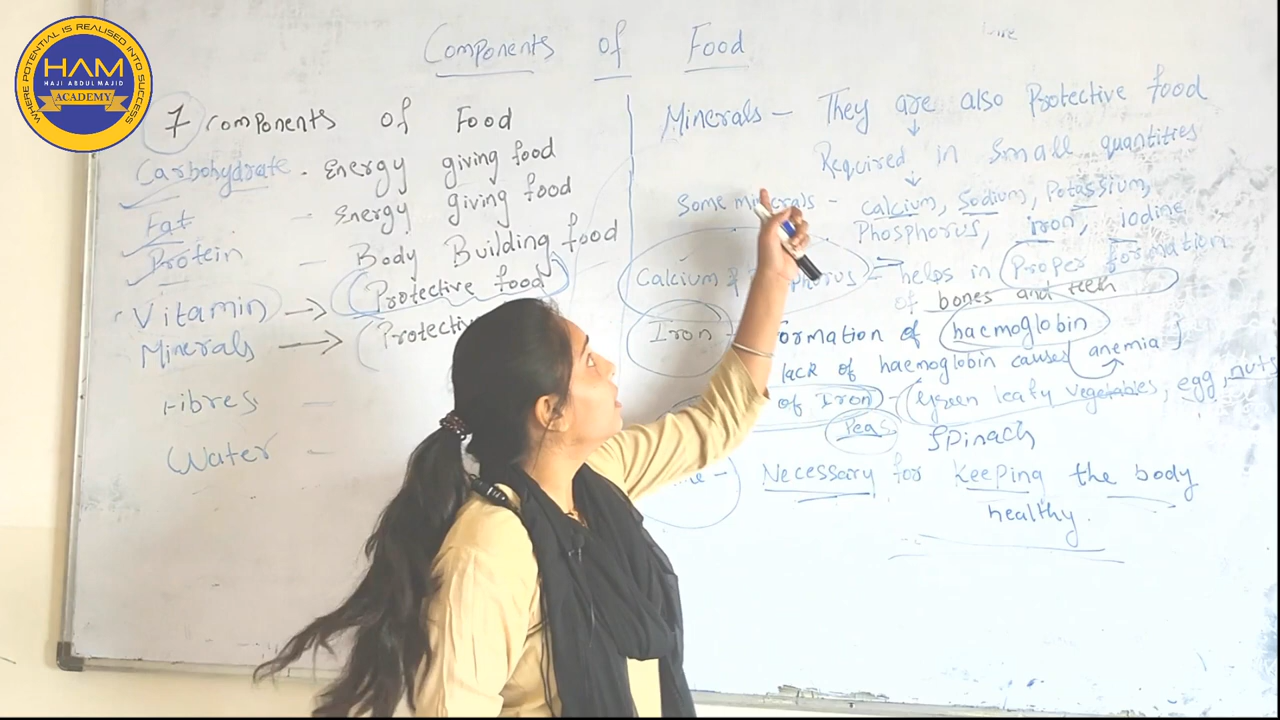 WHERE POTENTIAL IS REALISED INTO SUCCESS
HAM
HAJI ABDUL MAJID
ACADEMY
Components of Food
7 components of Food
Carbohydrate - Energy giving food
Fat - Energy giving food
Protein - Body Building food
Vitamin → Protective food
Minerals → Protective
Fibres -
Water -
Minerals - They are also Protective food
Required in small quantities
Some minerals - calcium, Sodium, Potassium,
Phosphorus, iron, iodine
Calcium & - helps in Proper formation
of bones and teeth
Iron - formation of haemoglobin
lack of haemoglobin causes anemia
of Iron - Green leafy vegetables, egg, nuts
Peas Spinach
- Necessary for keeping the body
healthy.